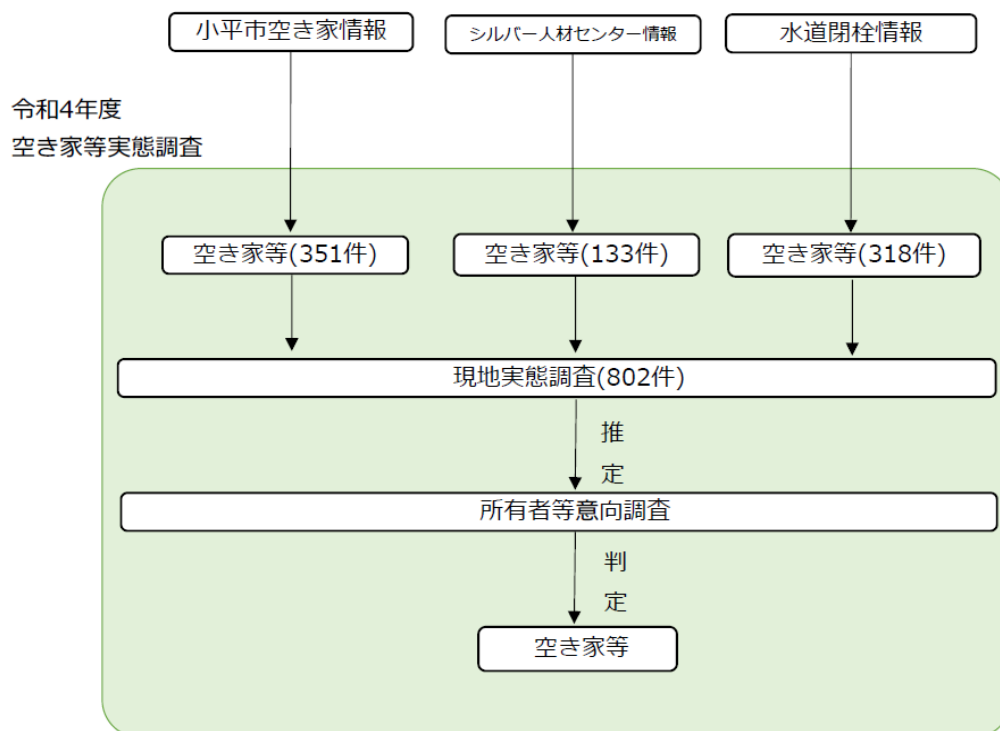 小平市空き家情報
シルバー人材センター情報
水道閉栓情報
令和4年度
空き家等実態調査
空き家等(351件)
空き家等(133件)
空き家等(318件)
現地実態調査(802件)
推
定
所有者等意向調査
判
定
空き家等